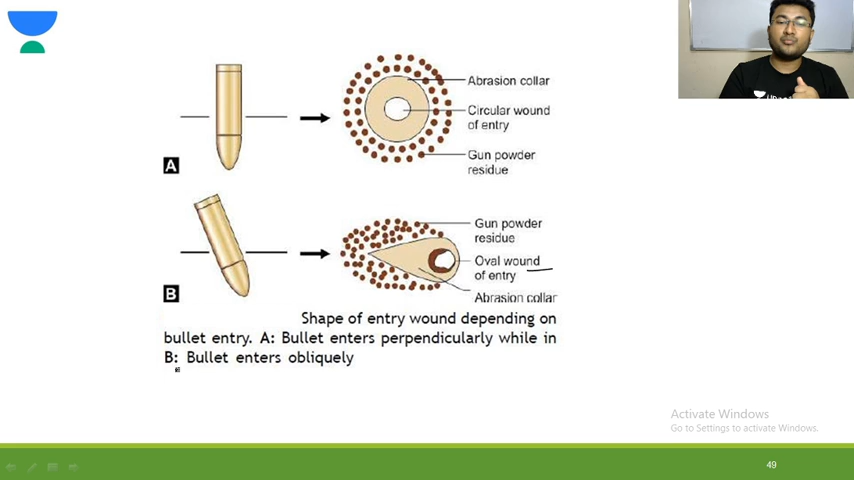 Abrasion collar
Circular wound
of entry
Gun powder
residue
A
Gun powder
residue
Oval wound
of entry
Abrasion collar
B
Shape of entry wound depending on
bullet entry. A: Bullet enters perpendicularly while in
B: Bullet enters obliquely
Activate Windows
Go to Settings to activate Windows.
49